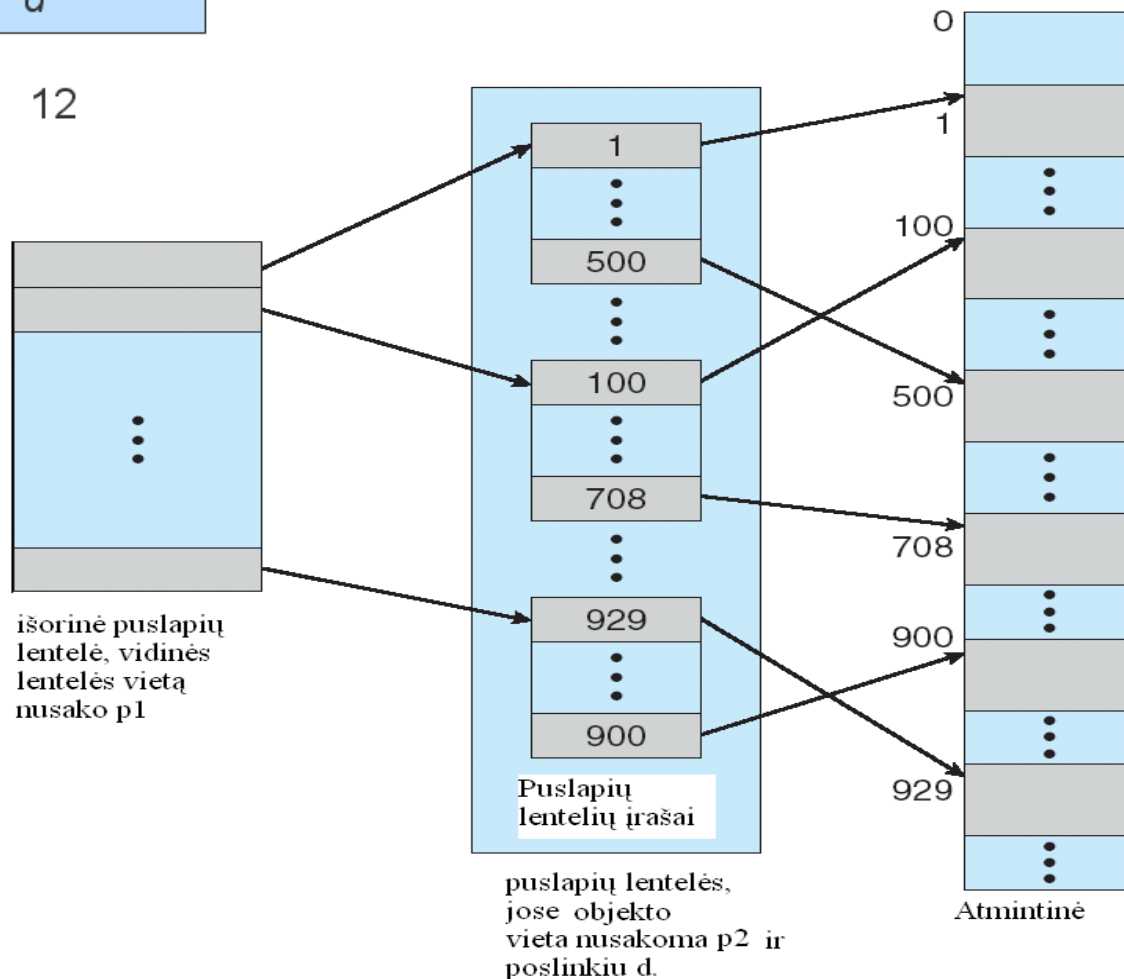 d
12
1
500
100
708
929
900
Puslapių
lentelių įrašai
0
1
100
500
708
900
929
išorinė puslapių
lentelė, vidinės
lentelės vietą
nusako p1
puslapių lentelės,
jose objekto
vieta nusakoma p2 ir
poslinkiu d.
Atmintinė